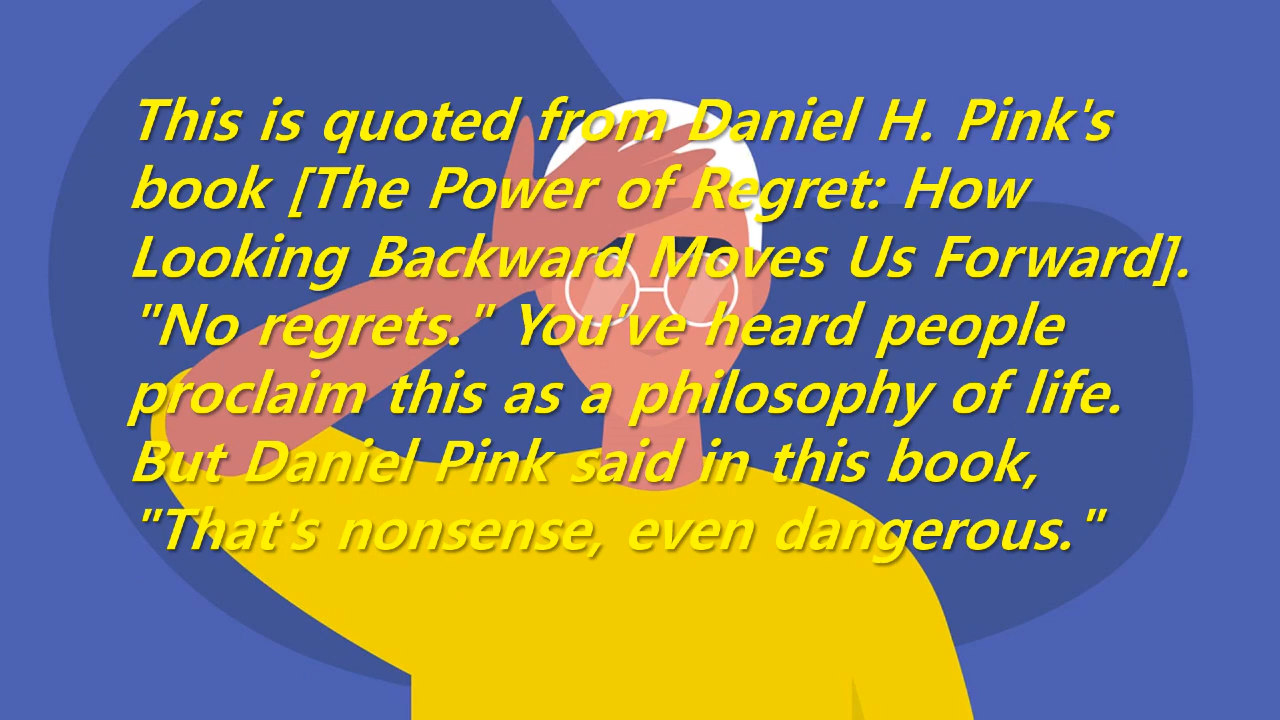 This is quoted from Daniel H. Pink's
book [The Power of Regret: How
Looking Backward Moves Us Forward].
"No regrets." You've heard people
proclaim this as a philosophy of life.
But Daniel Pink said in this book,
"That's nonsense, even dangerous."